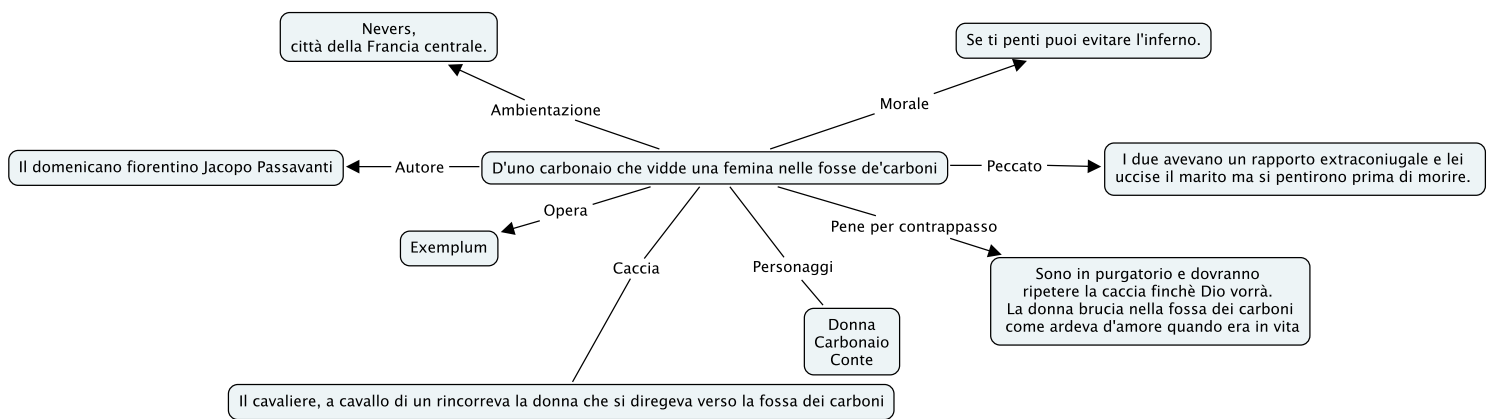 Nevers,
città della Francia centrale.
Se ti penti puoi evitare l'inferno.
Ambientazione
Morale
Il domenicano fiorentino Jacopo Passavanti
Autore
D'uno carbonaio che vidde una femina nelle fosse de'carboni
Peccato
I due avevano un rapporto extraconiugale e lei
uccise il marito ma si pentirono prima di morire.
Opera
Exemplum
Pene per contrappasso
Caccia
Personaggi
Sono in purgatorio e dovranno
ripetere la caccia finchè Dio vorrà.
La donna brucia nella fossa dei carboni
come ardeva d'amore quando era in vita
Donna
Carbonaio
Conte
Il cavaliere, a cavallo di un rincorreva la donna che si diregeva verso la fossa dei carboni